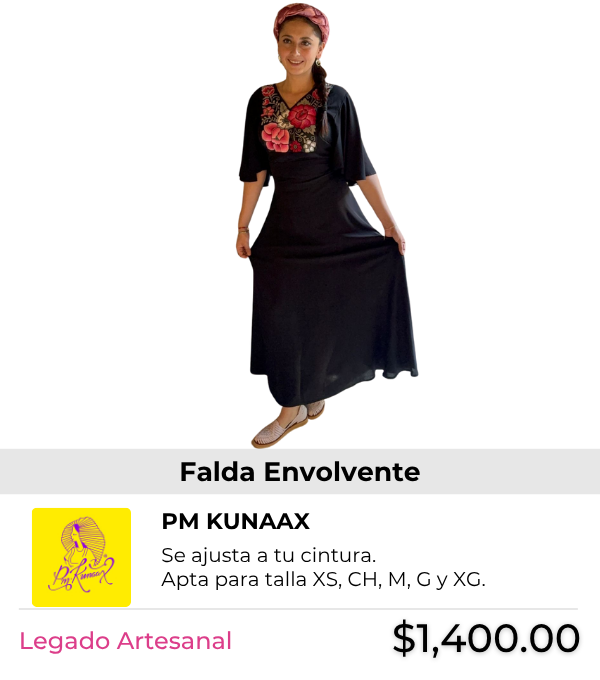 Falda Envolvente
PM KUNAAX
Se ajusta a tu cintura.
Apta para talla XS, CH, M, G y XG.
Pm KunaaX
Legado Artesanal
$1,400.00